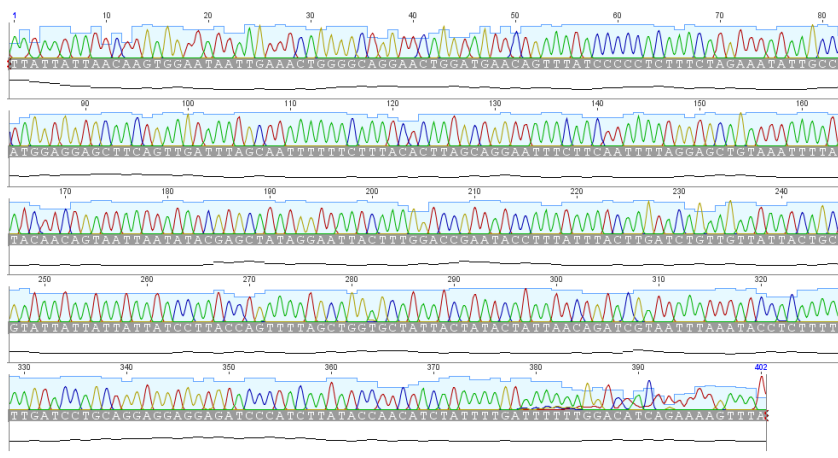 1 10 20 30 40 50 60 70 80
90 100 110 120 130 140 150 160
ATGGAGGAGCTTCAGTTGATTTAGCAATTTTTTCTTTACACTTAGCAGGAATTTCTTCAATTTTAGGAGCTGTAAATTTTA
170 180 190 200 210 220 230 240
TACAACAGTAATTAATATACGAGCTATAGGAATTACTTTGGACCGAATACCTTTATTTACTTGATCTGTTGTTATTACTGC
250 260 270 280 290 300 310 320
GTATTATTATTATTATCCTTACCAGTTTTAGCTGGTGCTATTACTATACTATTAACAGATCGTAATTTAAATACCTCTTTT
330 340 350 360 370 380 390 402
TTGATCCTGCAGGAGGAGGAGATCCCATCTTATACCAACATCTATTTTGATTTTTTGGACATCAGAAAAGTTTA